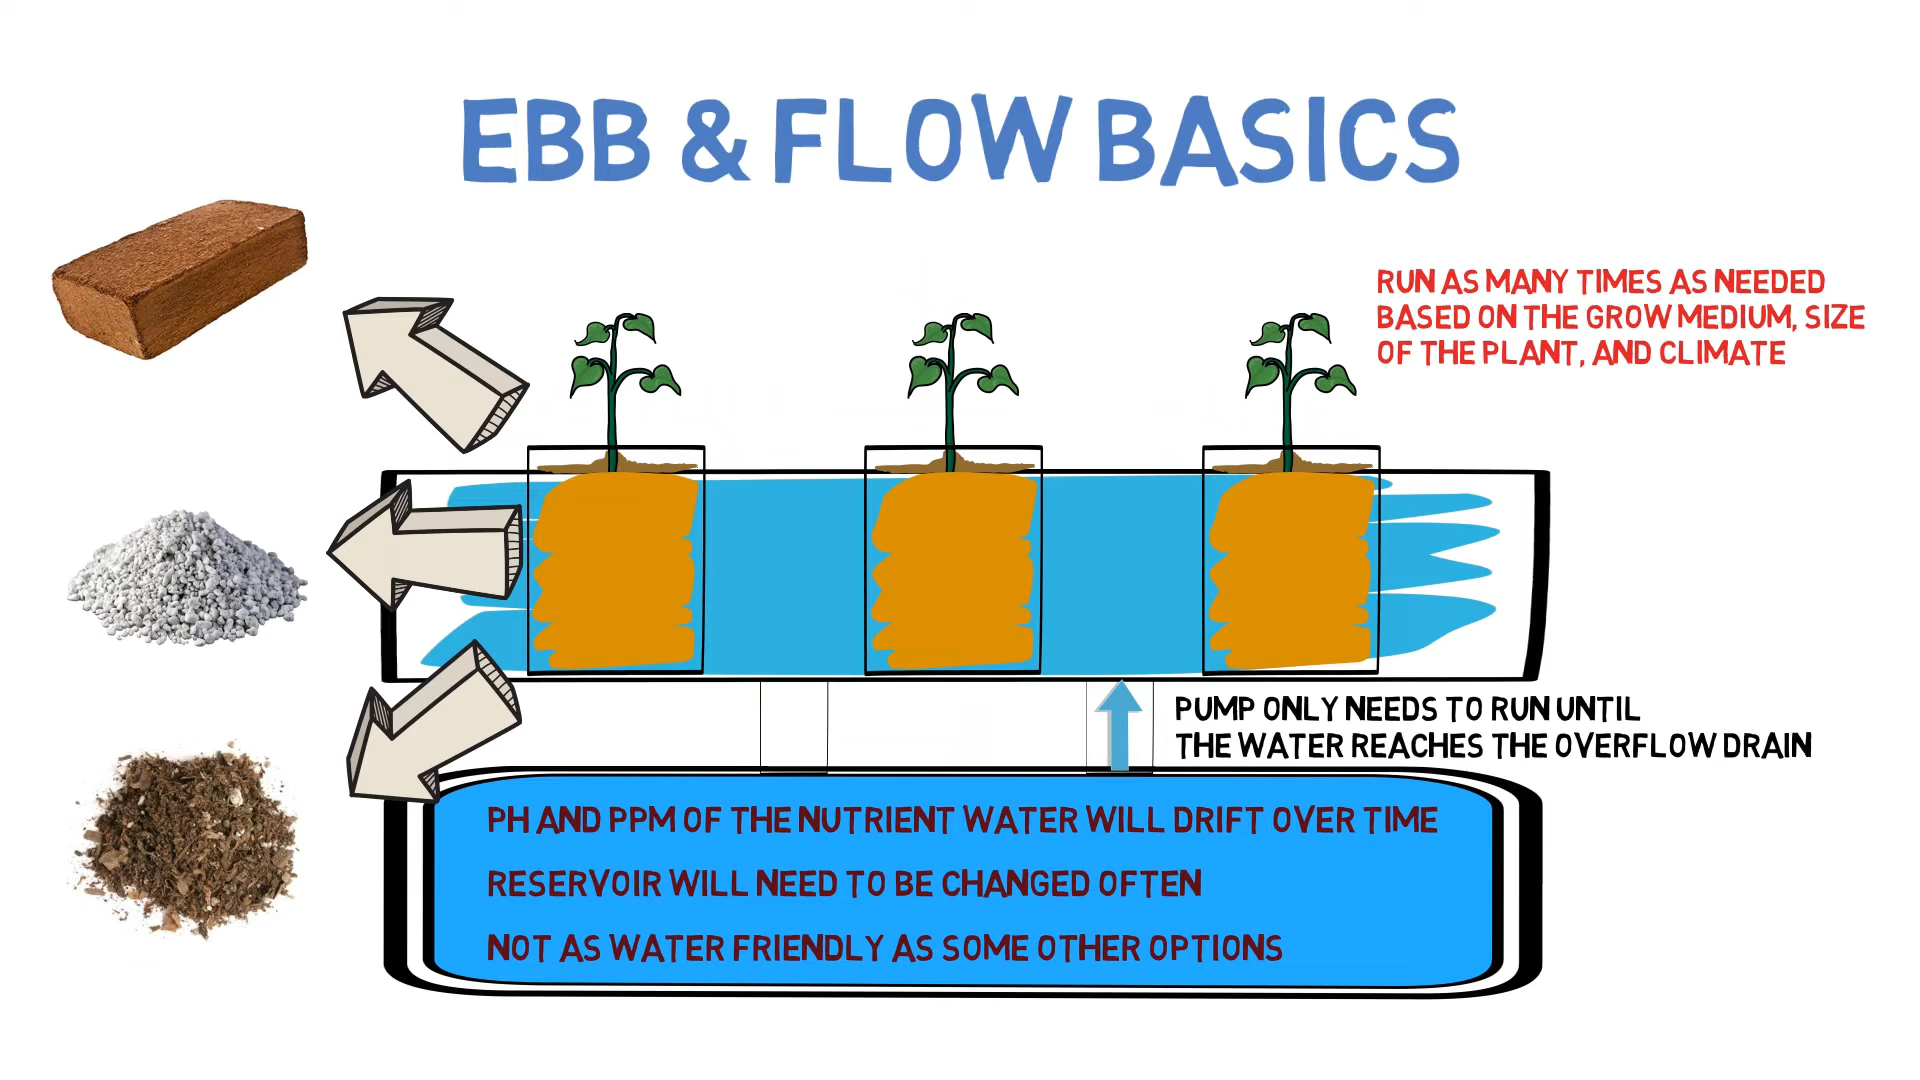 EBB & FLOW BASICS
RUN AS MANY TIMES AS NEEDED
BASED ON THE GROW MEDIUM, SIZE
OF THE PLANT, AND CLIMATE
PUMP ONLY NEEDS TO RUN UNTIL
THE WATER REACHES THE OVERFLOW DRAIN
PH AND PPM OF THE NUTRIENT WATER WILL DRIFT OVER TIME
RESERVOIR WILL NEED TO BE CHANGED OFTEN
NOT AS WATER FRIENDLY AS SOME OTHER OPTIONS